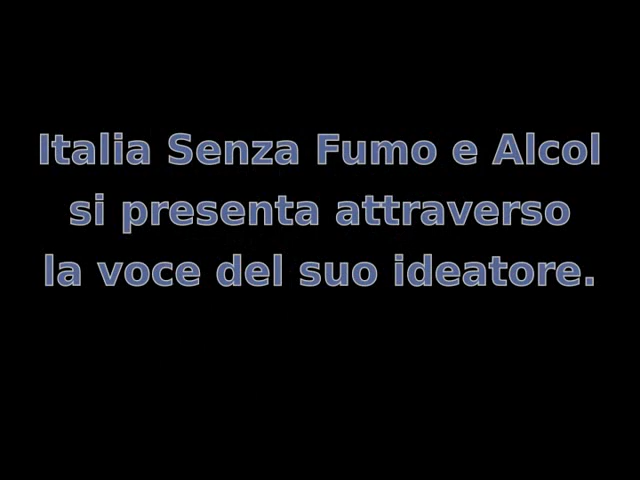 Italia Senza Fumo e Alcol
si presenta attraverso
la voce del suo ideatore.